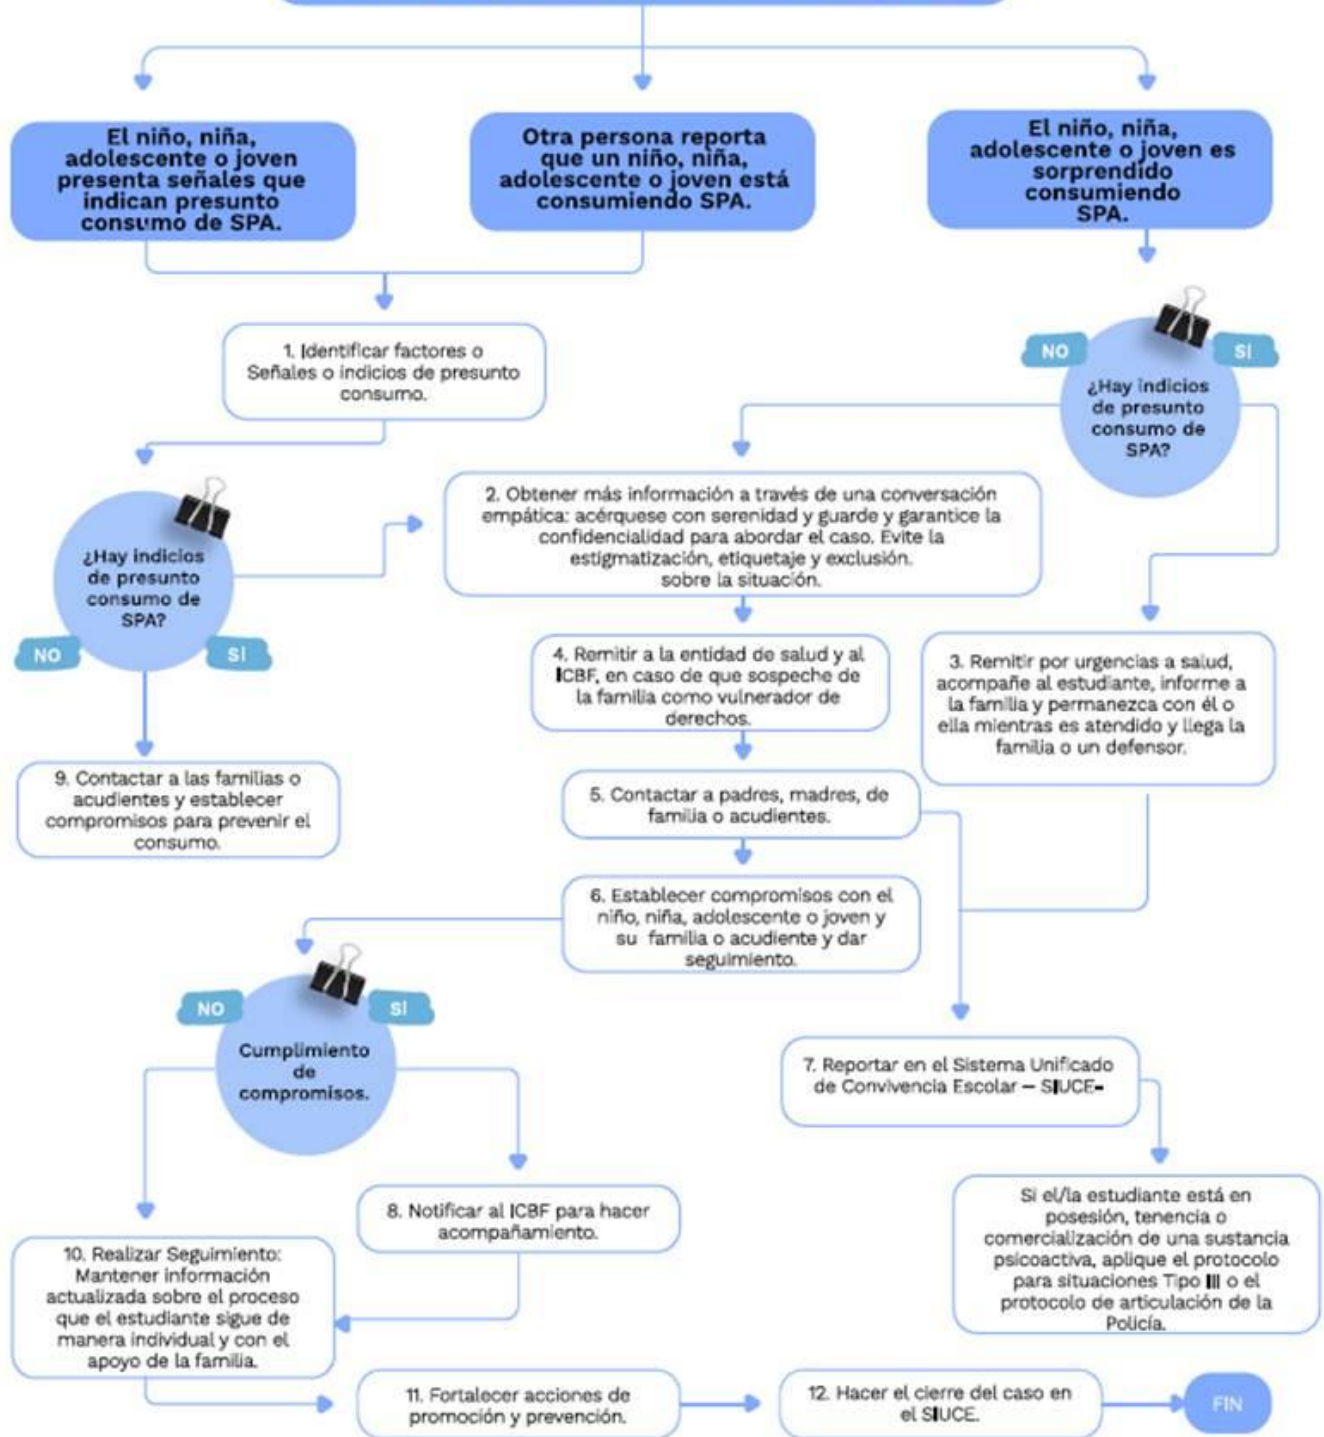 El niño, niña,
adolescente o joven
presenta señales que
indican presunto
consumo de SPA.
Otra persona reporta
que un niño, niña,
adolescente o joven está
consumiendo SPA.
El niño, niña,
adolescente o joven es
sorprendido
consumiendo
SPA.
1. Identificar factores o
Señales o indicios de presunto
consumo.
NO
SI
¿Hay indicios
de presunto
consumo de
SPA?
2. Obtener más información a través de una conversación
empática: acérquese con serenidad y guarde y garantice la
confidencialidad para abordar el caso. Evite la
estigmatización, etiquetaje y exclusión.
sobre la situación.
¿Hay indicios
de presunto
consumo de
SPA?
NO
SI
4. Remitir a la entidad de salud y al
ICBF, en caso de que sospeche de
la familia como vulnerador de
derechos.
3. Remitir por urgencias a salud,
acompañe al estudiante, informe a
la familia y permanezca con él o
ella mientras es atendido y llega la
familia o un defensor.
9. Contactar a las familias o
acudientes y establecer
compromisos para prevenir el
consumo.
5. Contactar a padres, madres, de
familia o acudientes.
6. Establecer compromisos con el
niño, niña, adolescente o joven y
su familia o acudiente y dar
seguimiento.
NO
SI
Cumplimiento
de
compromisos.
7. Reportar en el Sistema Unificado
de Convivencia Escolar – SIUCE-
8. Notificar al ICBF para hacer
acompañamiento.
Si el/la estudiante está en
posesión, tenencia o
comercialización de una sustancia
psicoactiva, aplique el protocolo
para situaciones Tipo III o el
protocolo de articulación de la
Policía.
10. Realizar Seguimiento:
Mantener información
actualizada sobre el proceso
que el estudiante sigue de
manera individual y con el
apoyo de la familia.
11. Fortalecer acciones de
promoción y prevención.
12. Hacer el cierre del caso en
el SIUCE.
FIN